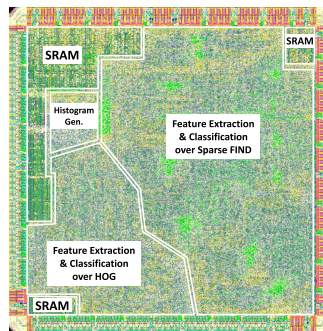 SRAM
SRAM
Histogram
Gen.
Feature Extraction
& Classification
over Sparse FIND
Feature Extraction
& Classification
over HOG
SRAM